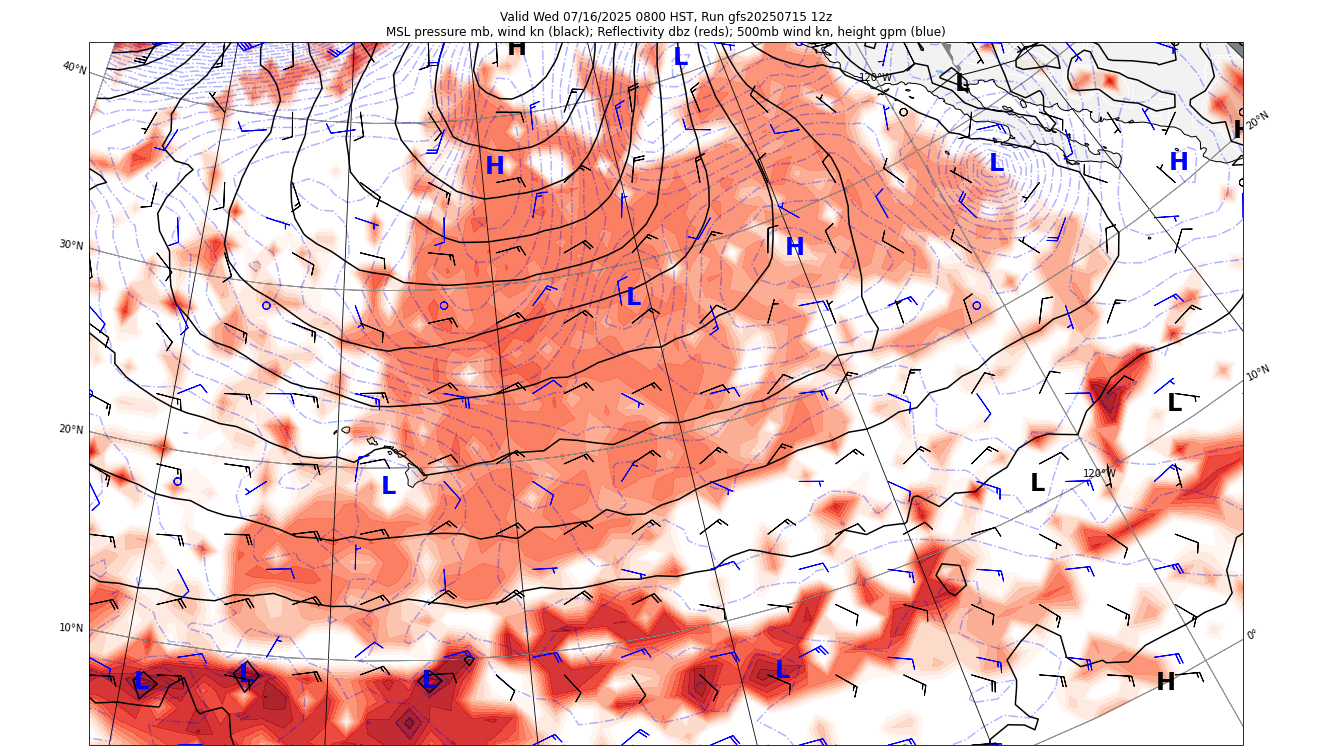 Valid Wed 07/16/2025 0800 HST, Run gfs20250715 12z
MSL pressure mb, wind kn (black); Reflectivity dbz (reds); 500mb wind kn, height gpm (blue)
H
L
40°N
120°W
L
20°N
H
H
L
H
30°N
H
L
10°N
L
20°N
L
120°W
L
10°N
0°
L
L
L
L
H